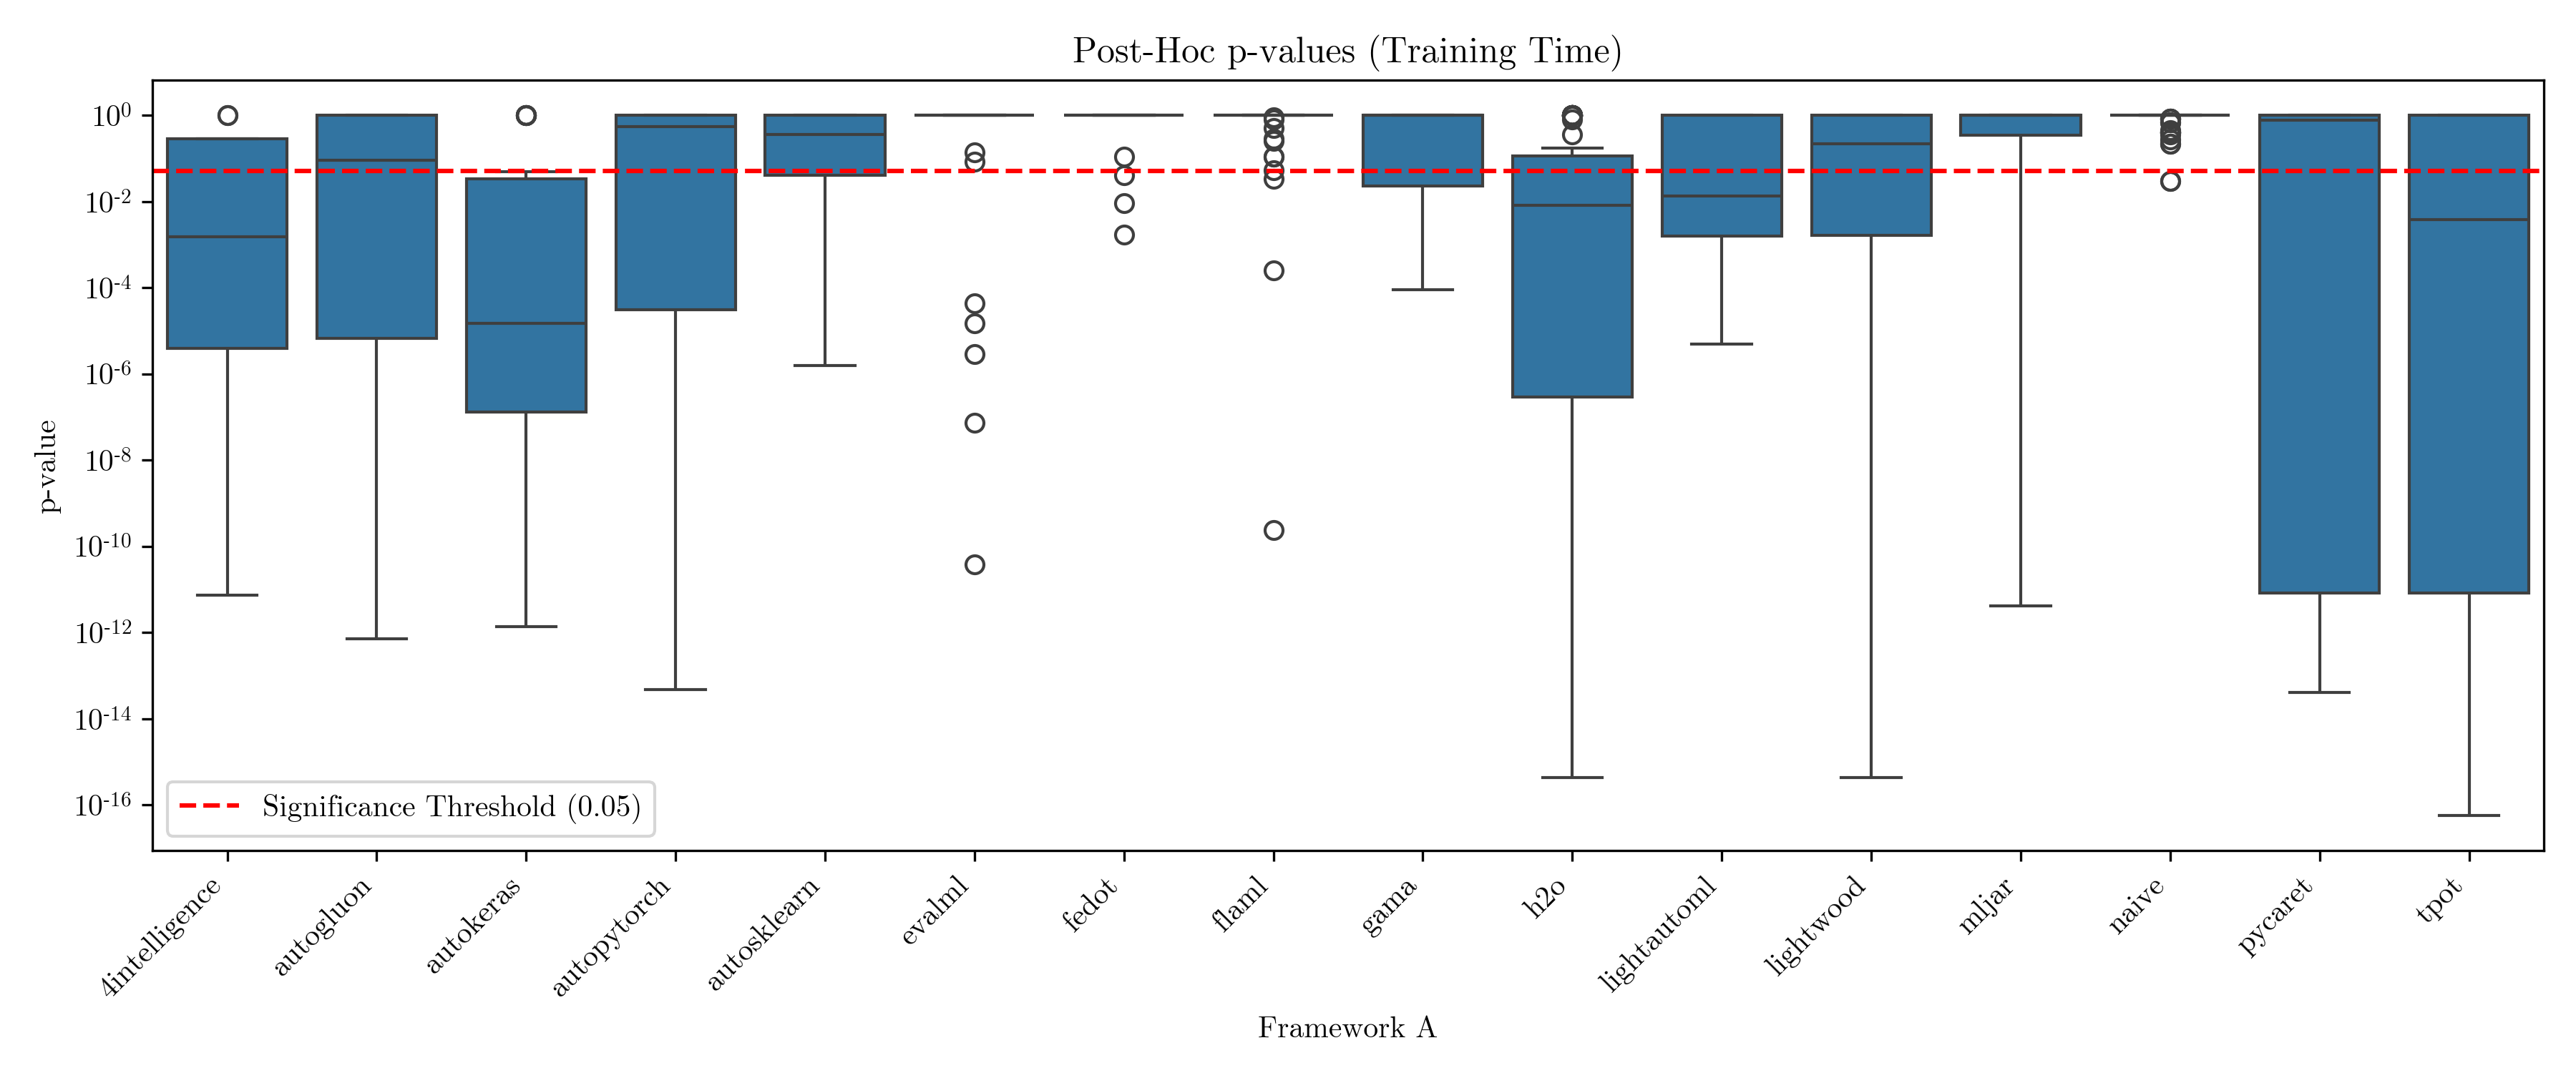 Post-Hoc p-values (Training Time)
p-value
10^0
10^-2
10^-4
10^-6
10^-8
10^-10
10^-12
10^-14
10^-16
Significance Threshold (0.05)
4intelligence
autogluon
autokeras
autopytorch
autosklearn
evalml
fedot
flaml
gama
h2o
lightautoml
lightwood
mljar
naive
pycaret
tpot
Framework A